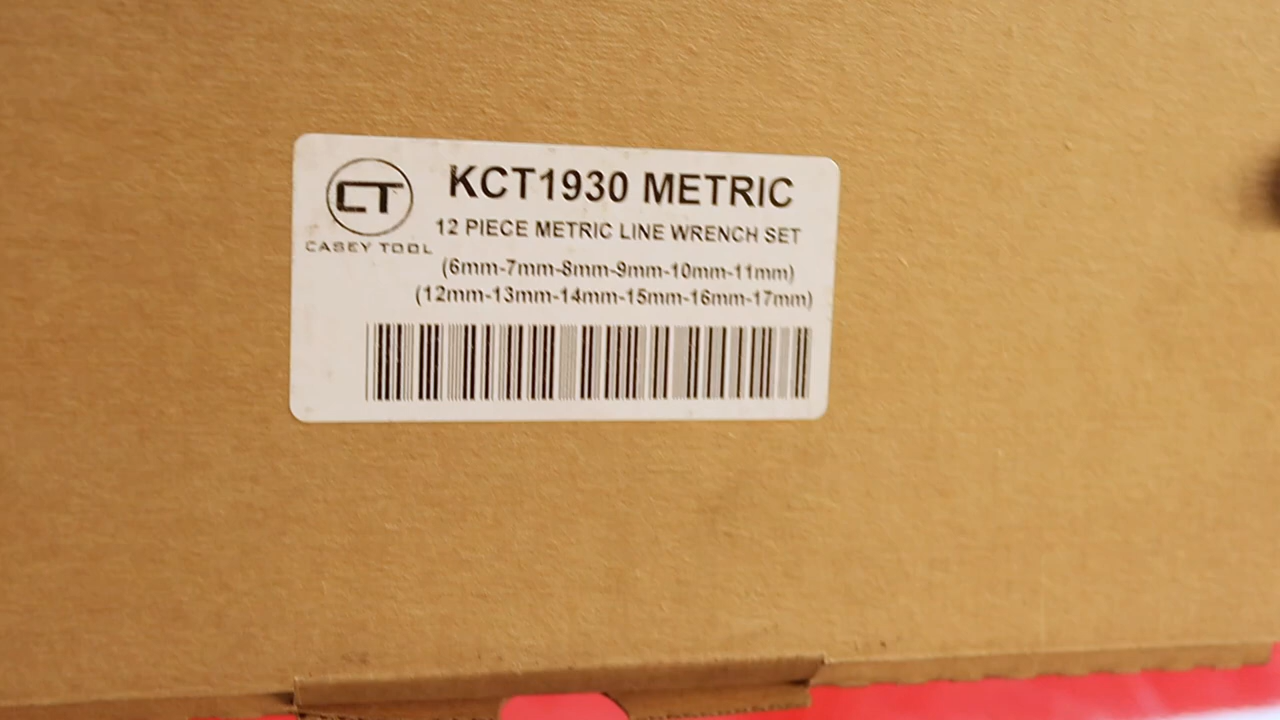 CT
CASEY TOOL
KCT1930 METRIC
12 PIECE METRIC LINE WRENCH SET
(6mm-7mm-8mm-9mm-10mm-11mm)
(12mm-13mm-14mm-15mm-16mm-17mm)